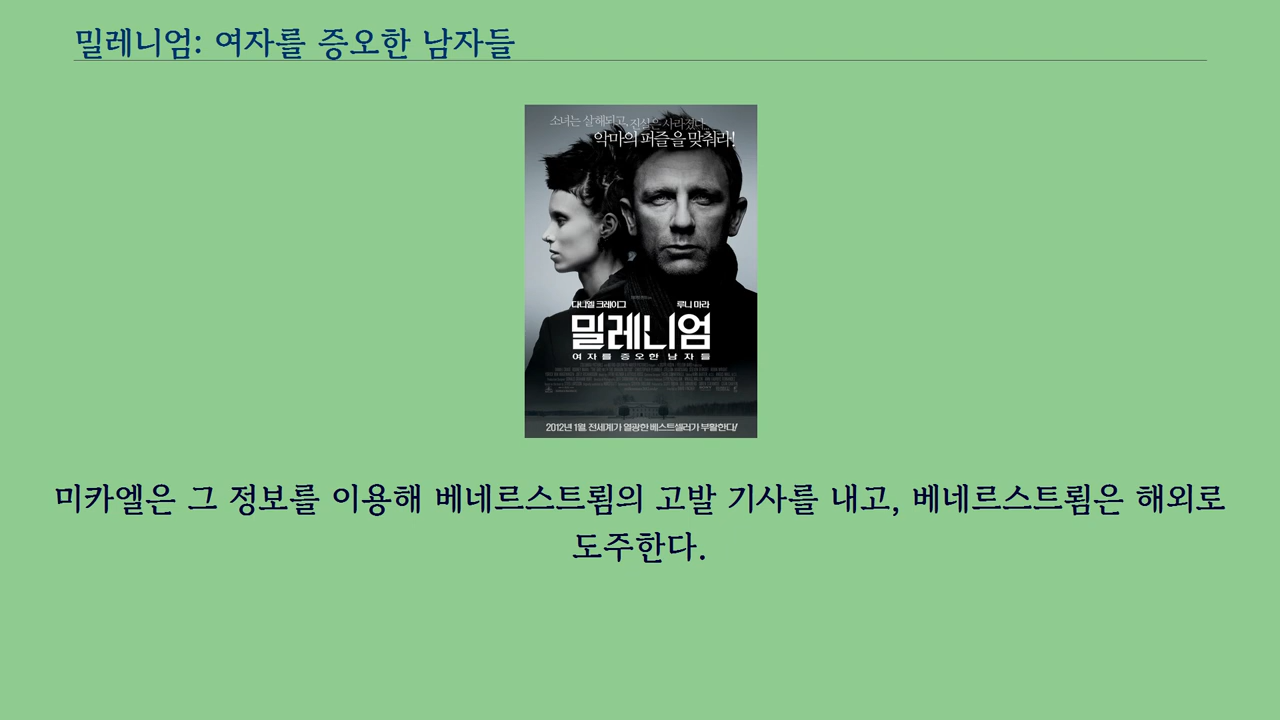 밀레니엄: 여자를 증오한 남자들
소녀는 살해되고, 진실은 사라졌다
악마의 퍼즐을 맞춰라!
다니엘 크레이그 루니 마라
밀레니엄
여자를 증오한 남자들
2012년 1월, 전세계가 열광한 베스트셀러가 부활한다!
미카엘은 그 정보를 이용해 베네르스트룀의 고발 기사를 내고, 베네르스트룀은 해외로
도주한다.